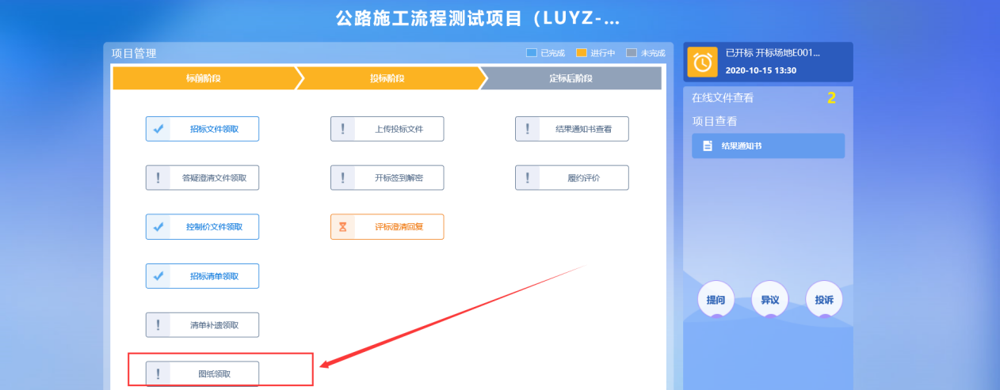 公路施工流程测试项目（LUYZ-...
项目管理
已完成 进行中 未完成
标前阶段 投标阶段 定标后阶段
招标文件领取 上传投标文件 结果通知书查看
答疑澄清文件领取 开标签到解密 履约评价
控制价文件领取 评标澄清回复
招标清单领取
清单补遗领取
图纸领取
已开标 开标场地E001...
2020-10-15 13:30
在线文件查看 2
项目查看
结果通知书
提问 异议 投诉